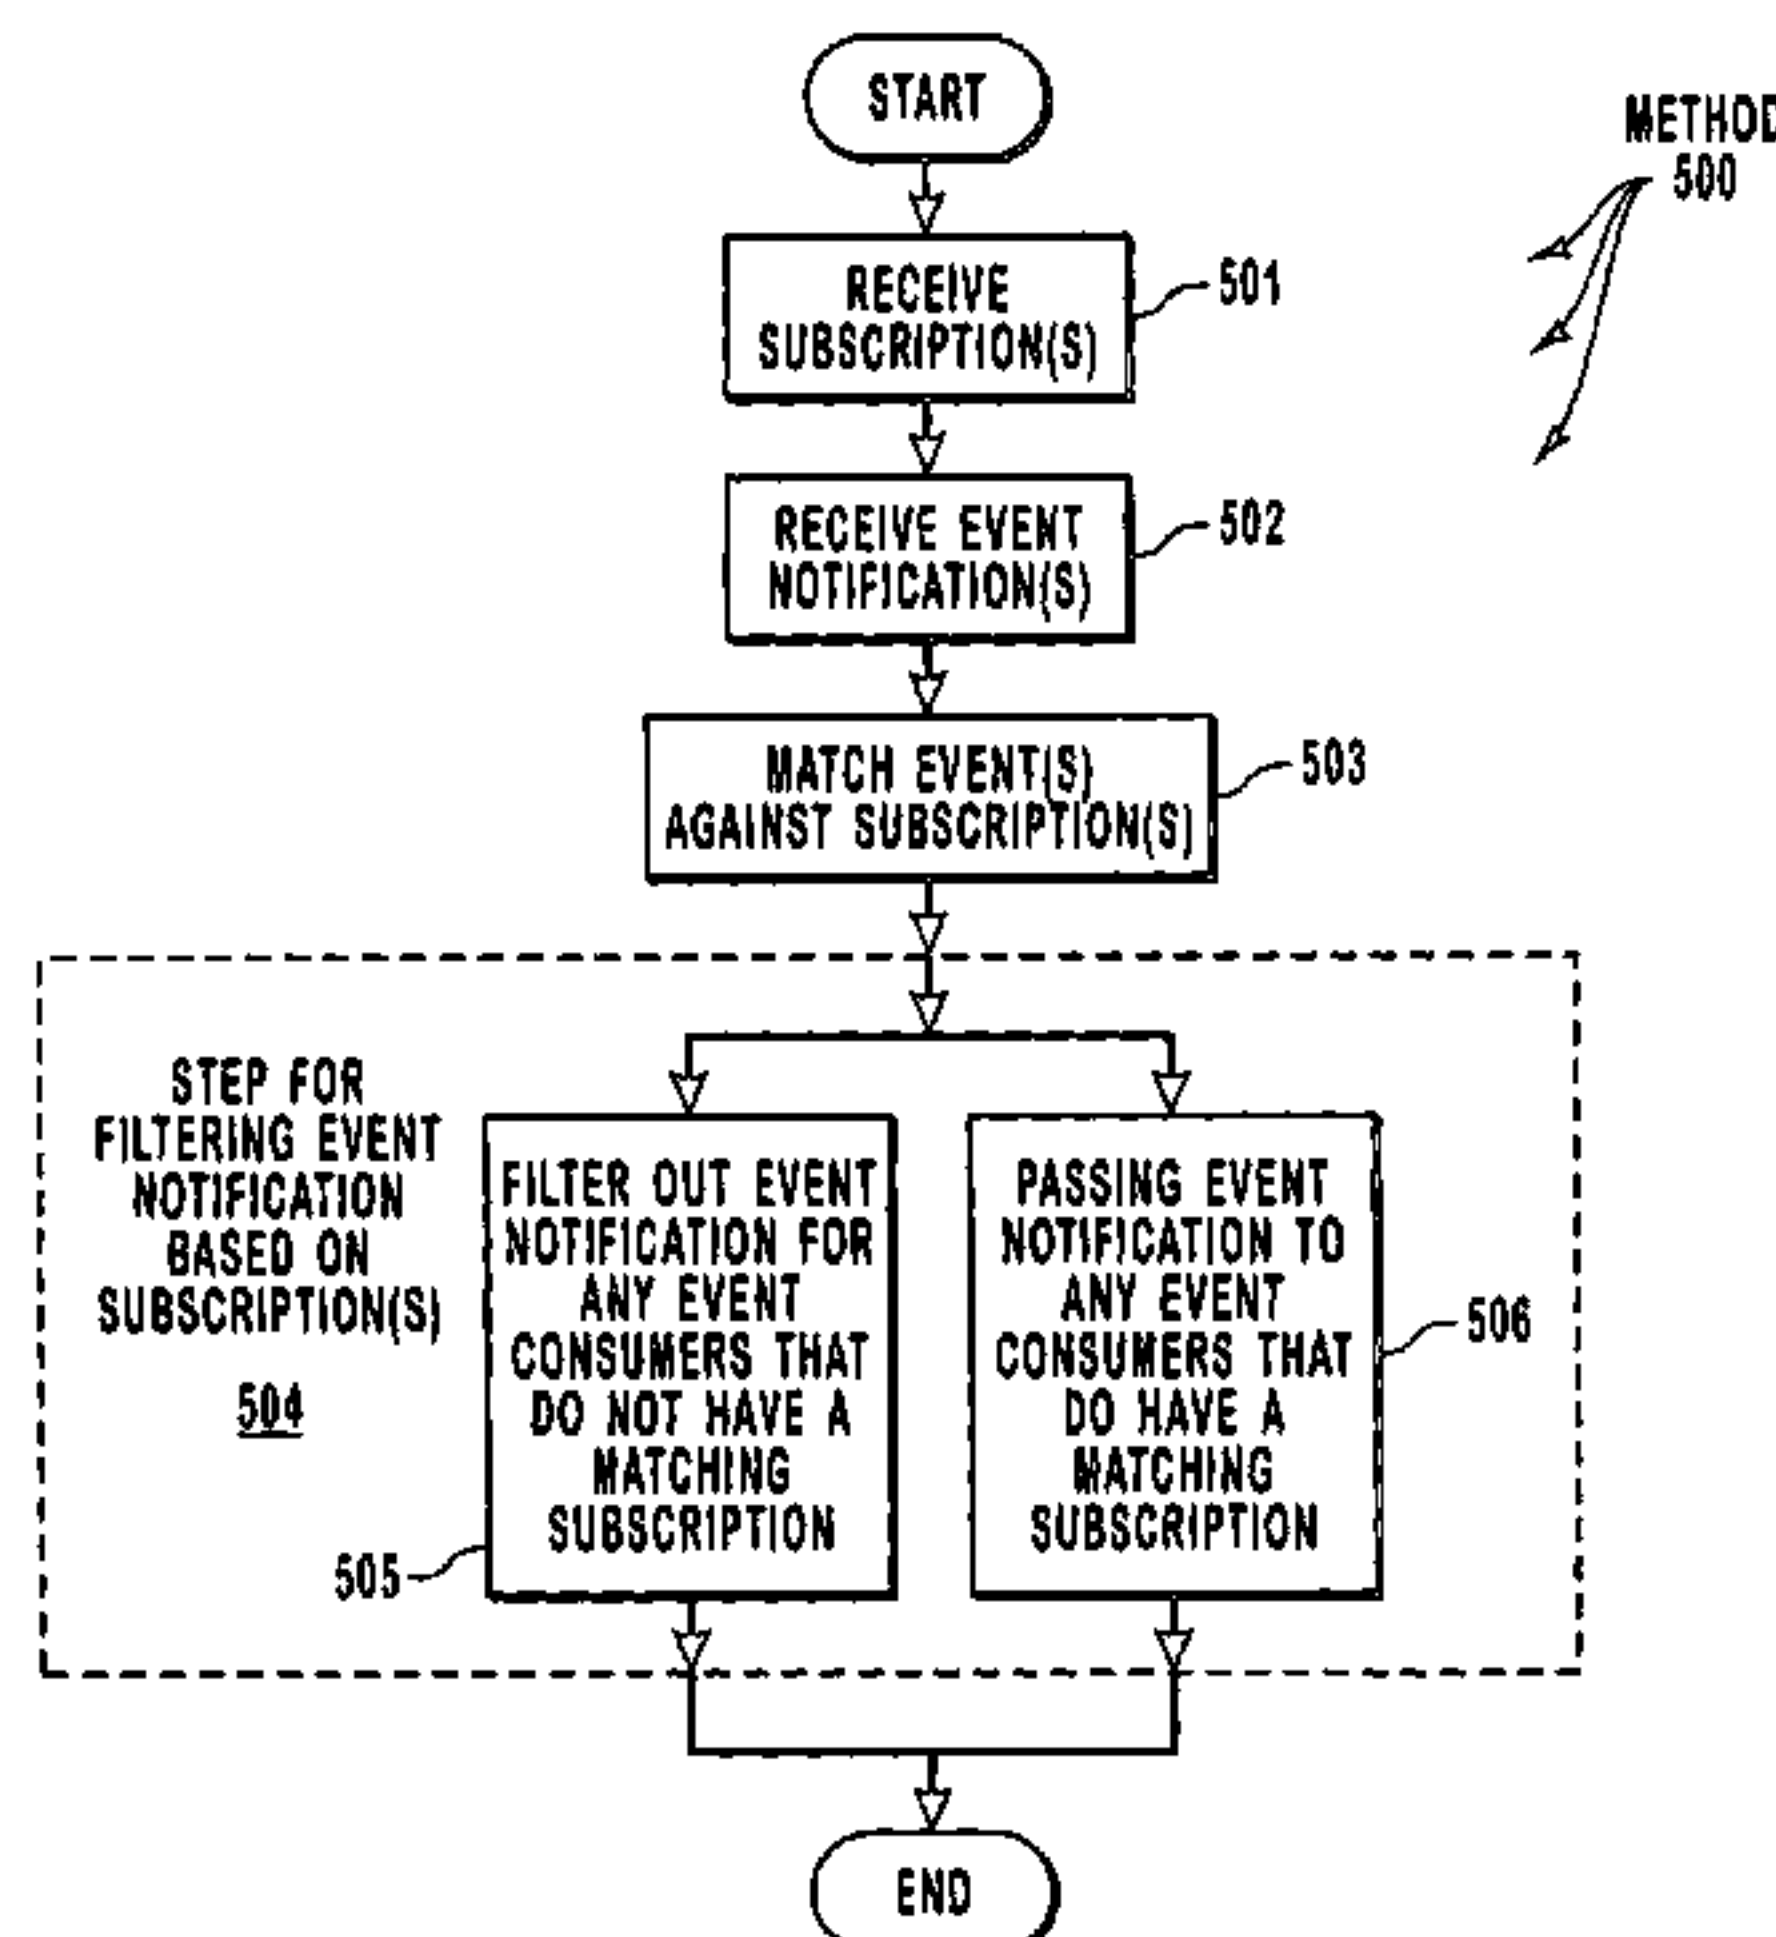 START
METHOD
500
RECEIVE
SUBSCRIPTION(S)
501
RECEIVE EVENT
NOTIFICATION(S)
502
MATCH EVENT(S)
AGAINST SUBSCRIPTION(S)
503
STEP FOR
FILTERING EVENT
NOTIFICATION
BASED ON
SUBSCRIPTION(S)
504
FILTER OUT EVENT
NOTIFICATION FOR
ANY EVENT
CONSUMERS THAT
DO NOT HAVE A
MATCHING
SUBSCRIPTION
505
PASSING EVENT
NOTIFICATION TO
ANY EVENT
CONSUMERS THAT
DO HAVE A
MATCHING
SUBSCRIPTION
506
END